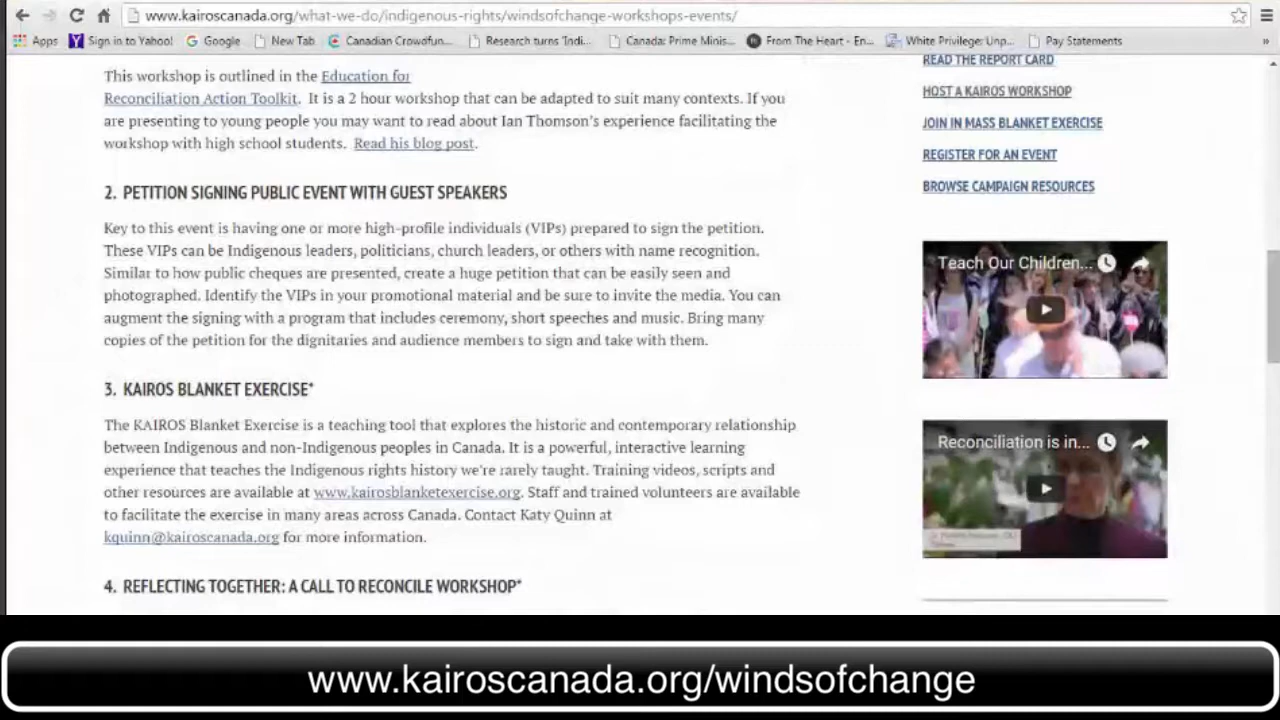 www.kairoscanada.org/what-we-do/indigenous-rights/windsofchange-workshops-events/
Apps Sign in to Yahoo! Google New Tab Canadian Crowdfun... Research turns 'Indi... Canada: Prime Minis... From The Heart - En... White Privilege: Unp... Pay Statements »
This workshop is outlined in the Education for
Reconciliation Action Toolkit. It is a 2 hour workshop that can be adapted to suit many contexts. If you
are presenting to young people you may want to read about Ian Thomson's experience facilitating the
workshop with high school students. Read his blog post.
2. PETITION SIGNING PUBLIC EVENT WITH GUEST SPEAKERS
Key to this event is having one or more high-profile individuals (VIPs) prepared to sign the petition.
These VIPs can be Indigenous leaders, politicians, church leaders, or others with name recognition.
Similar to how public cheques are presented, create a huge petition that can be easily seen and
photographed. Identify the VIPs in your promotional material and be sure to invite the media. You can
augment the signing with a program that includes ceremony, short speeches and music. Bring many
copies of the petition for the dignitaries and audience members to sign and take with them.
3. KAIROS BLANKET EXERCISE*
The KAIROS Blanket Exercise is a teaching tool that explores the historic and contemporary relationship
between Indigenous and non-Indigenous peoples in Canada. It is a powerful, interactive learning
experience that teaches the Indigenous rights history we're rarely taught. Training videos, scripts and
other resources are available at www.kairosblanketexercise.org. Staff and trained volunteers are available
to facilitate the exercise in many areas across Canada. Contact Katy Quinn at
kquinn@kairoscanada.org for more information.
4. REFLECTING TOGETHER: A CALL TO RECONCILE WORKSHOP*
READ THE REPORT CARD
HOST A KAIROS WORKSHOP
JOIN IN MASS BLANKET EXERCISE
REGISTER FOR AN EVENT
BROWSE CAMPAIGN RESOURCES
Teach Our Children...
Reconciliation is in...
www.kairoscanada.org/windsofchange